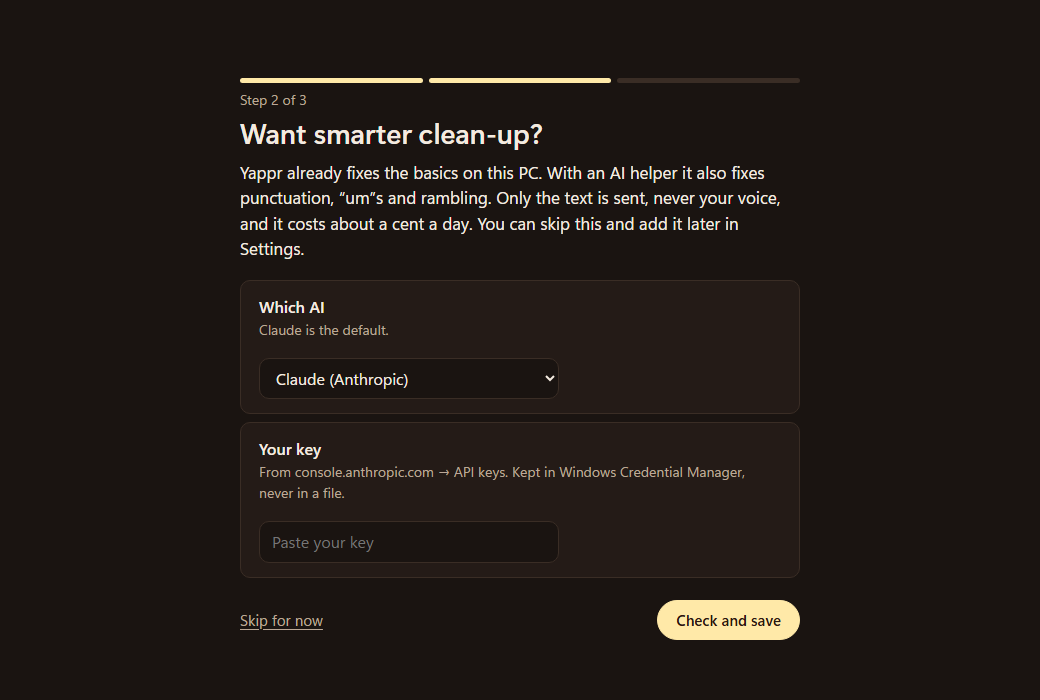 Step 2 of 3
Want smarter clean-up?
Yappr already fixes the basics on this PC. With an AI helper it also fixes
punctuation, “um”s and rambling. Only the text is sent, never your voice,
and it costs about a cent a day. You can skip this and add it later in
Settings.
Which AI
Claude is the default.
Claude (Anthropic)
Your key
From console.anthropic.com → API keys. Kept in Windows Credential Manager,
never in a file.
Paste your key
Skip for now
Check and save